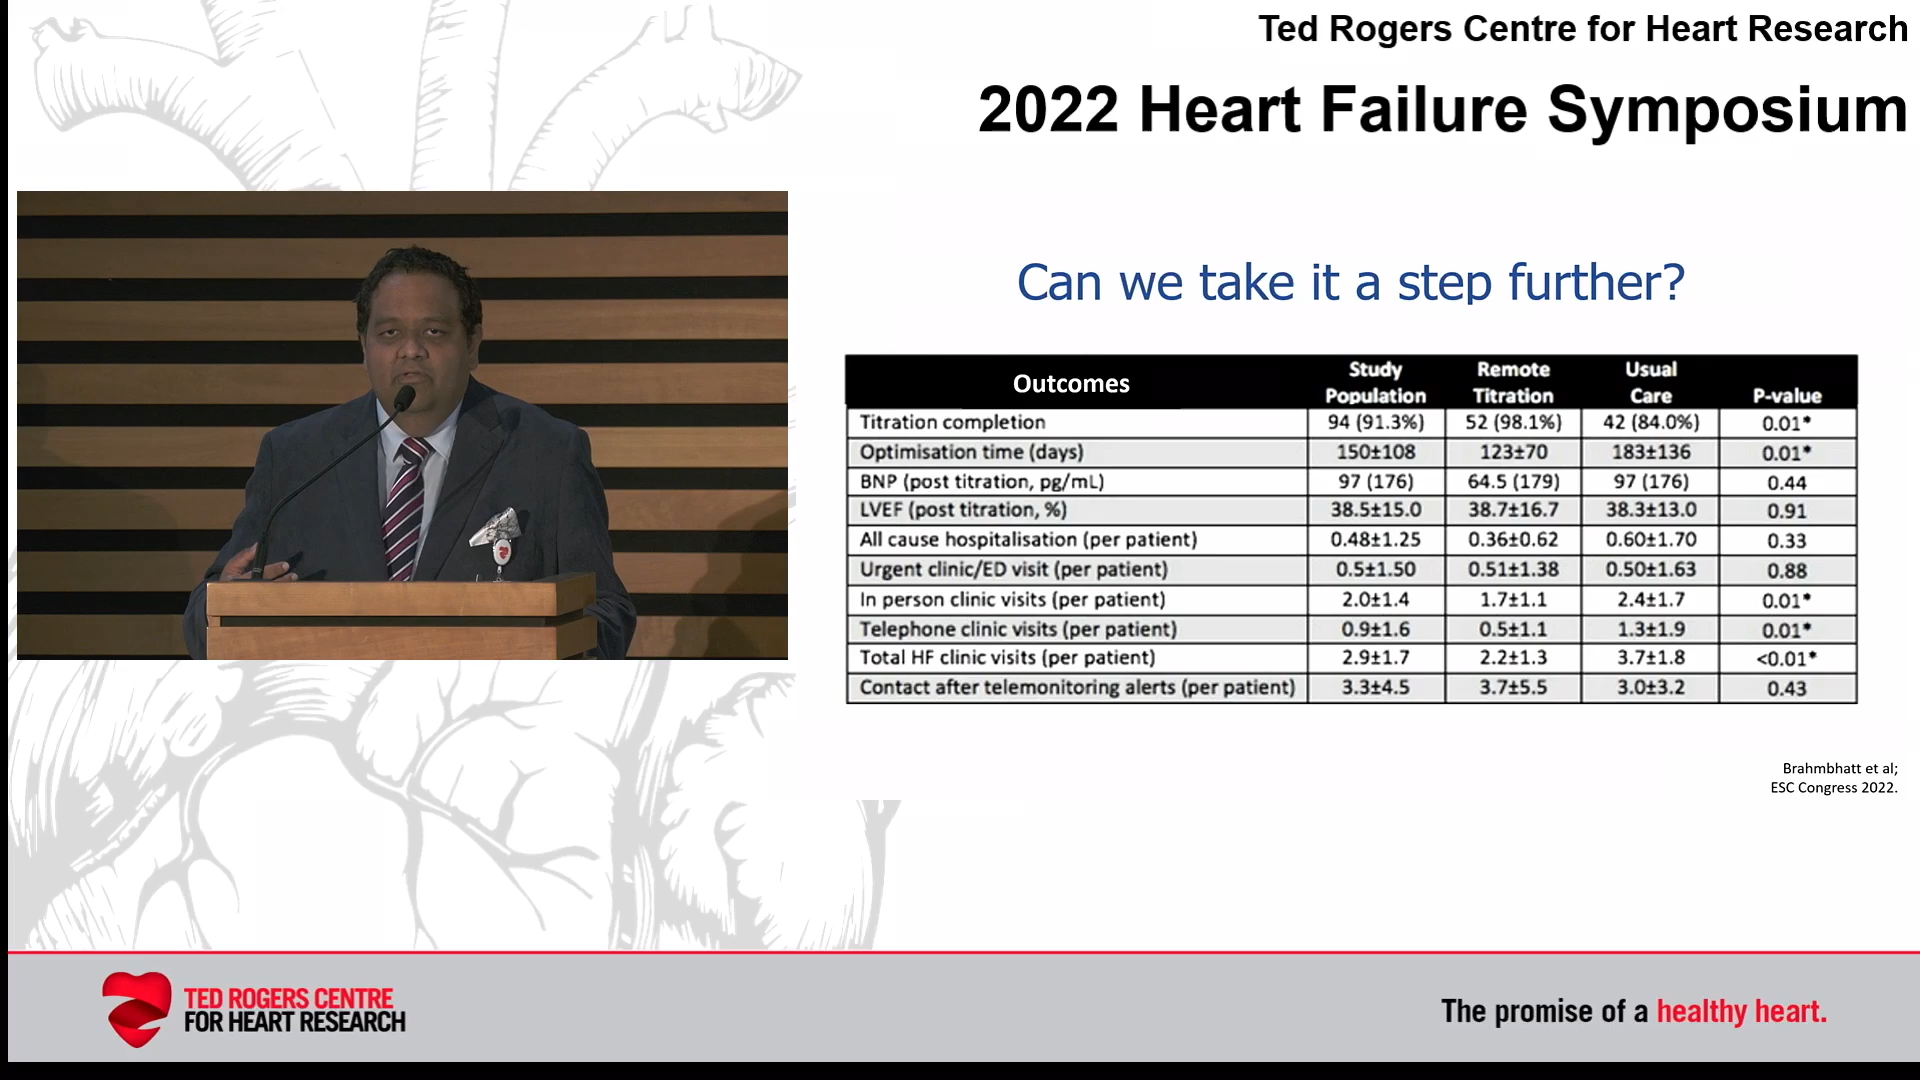 Ted Rogers Centre for Heart Research
2022 Heart Failure Symposium
Can we take it a step further?
Outcomes Study Population Remote Titration Usual Care P-value
Titration completion 94 (91.3%) 52 (98.1%) 42 (84.0%) 0.01*
Optimisation time (days) 150±108 123±70 183±136 0.01*
BNP (post titration, pg/mL) 97 (176) 64.5 (179) 97 (176) 0.44
LVEF (post titration, %) 38.5±15.0 38.7±16.7 38.3±13.0 0.91
All cause hospitalisation (per patient) 0.48±1.25 0.36±0.62 0.60±1.70 0.33
Urgent clinic/ED visit (per patient) 0.5±1.50 0.51±1.38 0.50±1.63 0.88
In person clinic visits (per patient) 2.0±1.4 1.7±1.1 2.4±1.7 0.01*
Telephone clinic visits (per patient) 0.9±1.6 0.5±1.1 1.3±1.9 0.01*
Total HF clinic visits (per patient) 2.9±1.7 2.2±1.3 3.7±1.8 <0.01*
Contact after telemonitoring alerts (per patient) 3.3±4.5 3.7±5.5 3.0±3.2 0.43
Brahmbhatt et al;
ESC Congress 2022.
TED ROGERS CENTRE
FOR HEART RESEARCH
The promise of a healthy heart.